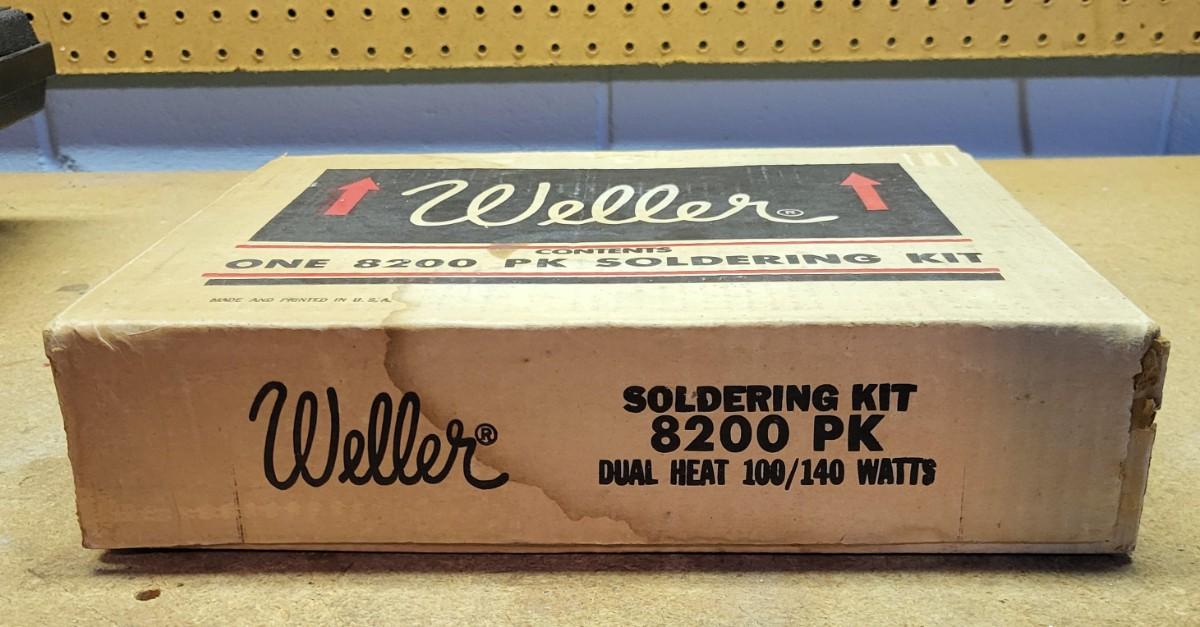 Weller®
CONTENTS
ONE 8200 PK SOLDERING KIT
MADE AND PRINTED IN U.S.A.
Weller®
SOLDERING KIT
8200 PK
DUAL HEAT 100/140 WATTS